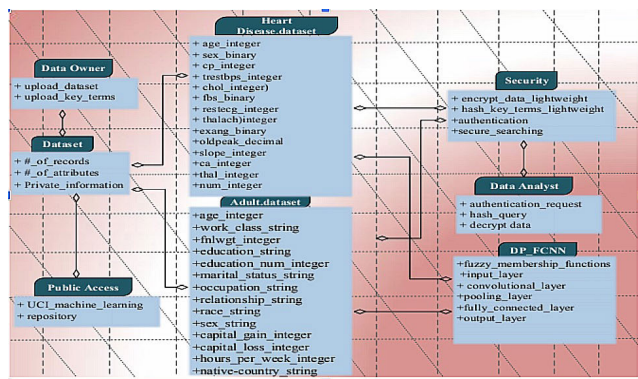 Data Owner
+ upload_dataset
+ upload_key_terms
Dataset
+ #_of_records
+ #_of_attributes
+ Private_information
Public Access
+ UCI_machine_learning
+ repository
Heart
Disease.dataset
+ age_integer
+ sex_binary
+ cp_integer
+ trestbps_integer
+ chol_integer)
+ fbs_binary
+ restecg_integer
+ thalach)integer
+ exang_binary
+oldpeak_decimal
+ slope_integer
+ca_integer
+thal_integer
+ num_integer
Adult.dataset
+age_integer
+work_class_string
+fnlwgt_integer
+education_string
+education_num_integer
+marital_status_string
+occupation_string
+relationship_string
+race_string
+sex_string
+capital_gain_integer
+capital_loss_integer
+hours_per_week_integer
+native-country_string
Security
+ encrypt_data_lightweight
+ hash_key_terms_lightweight
+authentication
+secure_searching
Data Analyst
+ authentication_request
+ hash_query
+ decrypt data
DP_FCNN
+fuzzy_membership_functions
+input_layer
+ convolutional_layer
+pooling_layer
+fully_connected_layer
+output_layer